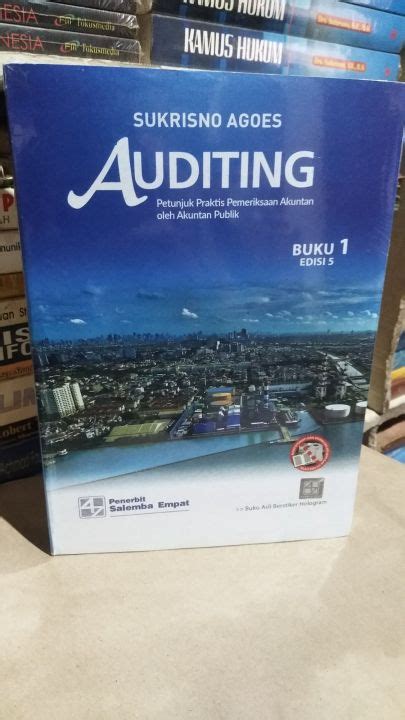 KAMUS HUKUM
NESIA
KAMUS HUKUM
SUKRISNO AGOES
AUDITING
Petunjuk Praktis Pemeriksaan Akuntan
oleh Akuntan Publik
BUKU 1
EDISI 5
Penerbit
Salemba Empat
>> Buku Asli Berstiker Hologram